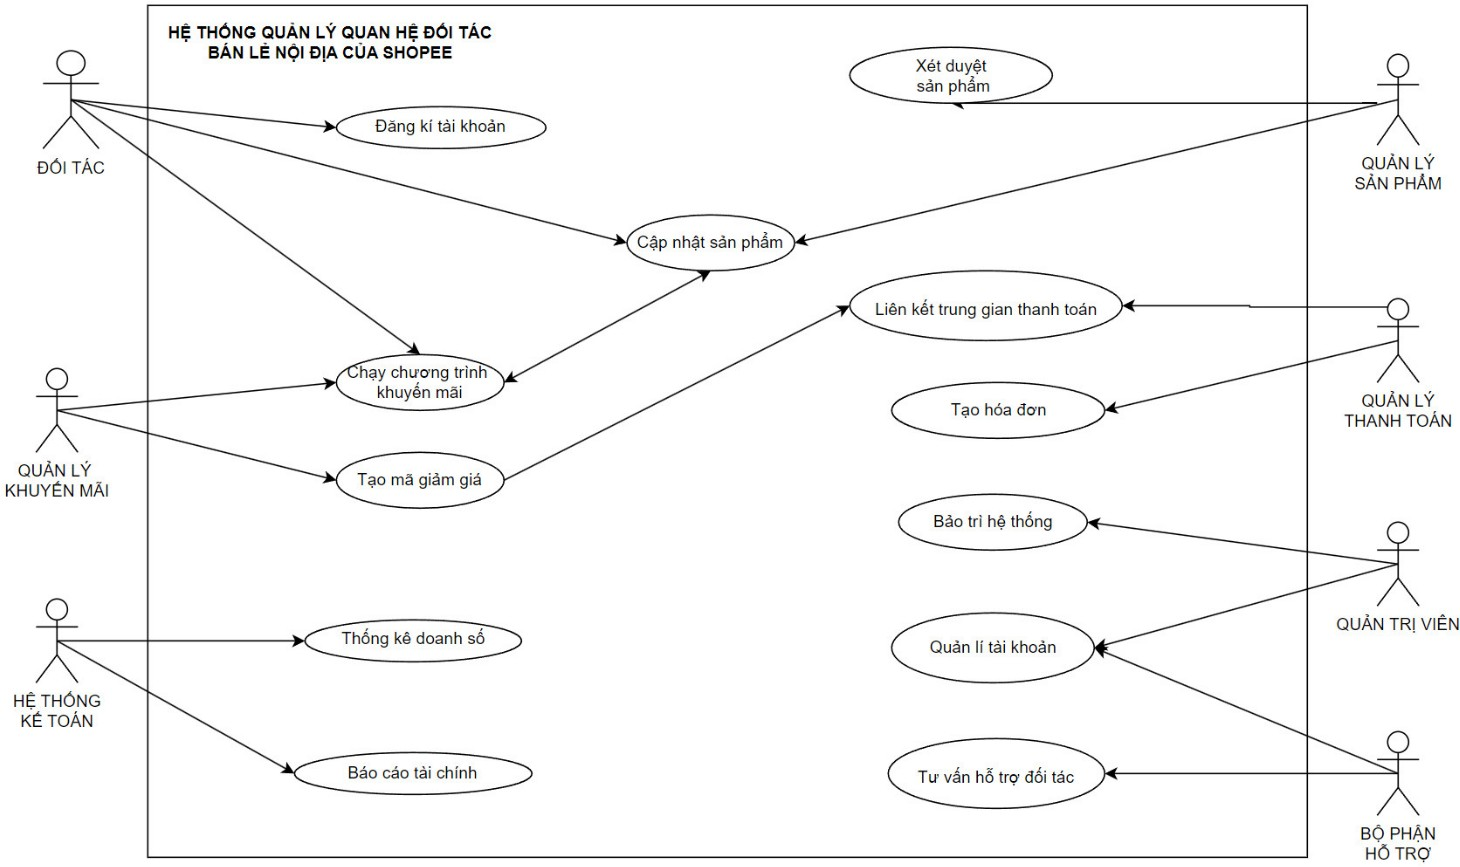 HỆ THỐNG QUẢN LÝ QUAN HỆ ĐỐI TÁC
BÁN LẺ NỘI ĐỊA CỦA SHOPEE
ĐỐI TÁC
Đăng kí tài khoản
Xét duyệt
sản phẩm
QUẢN LÝ
SẢN PHẨM
Cập nhật sản phẩm
Liên kết trung gian thanh toán
Chạy chương trình
khuyến mãi
Tạo hóa đơn
QUẢN LÝ
THANH TOÁN
QUẢN LÝ
KHUYẾN MÃI
Tạo mã giảm giá
Bảo trì hệ thống
QUẢN TRỊ VIÊN
Thống kê doanh số
Quản lí tài khoản
HỆ THỐNG
KẾ TOÁN
Báo cáo tài chính
Tư vấn hỗ trợ đối tác
BỘ PHẬN
HỖ TRỢ